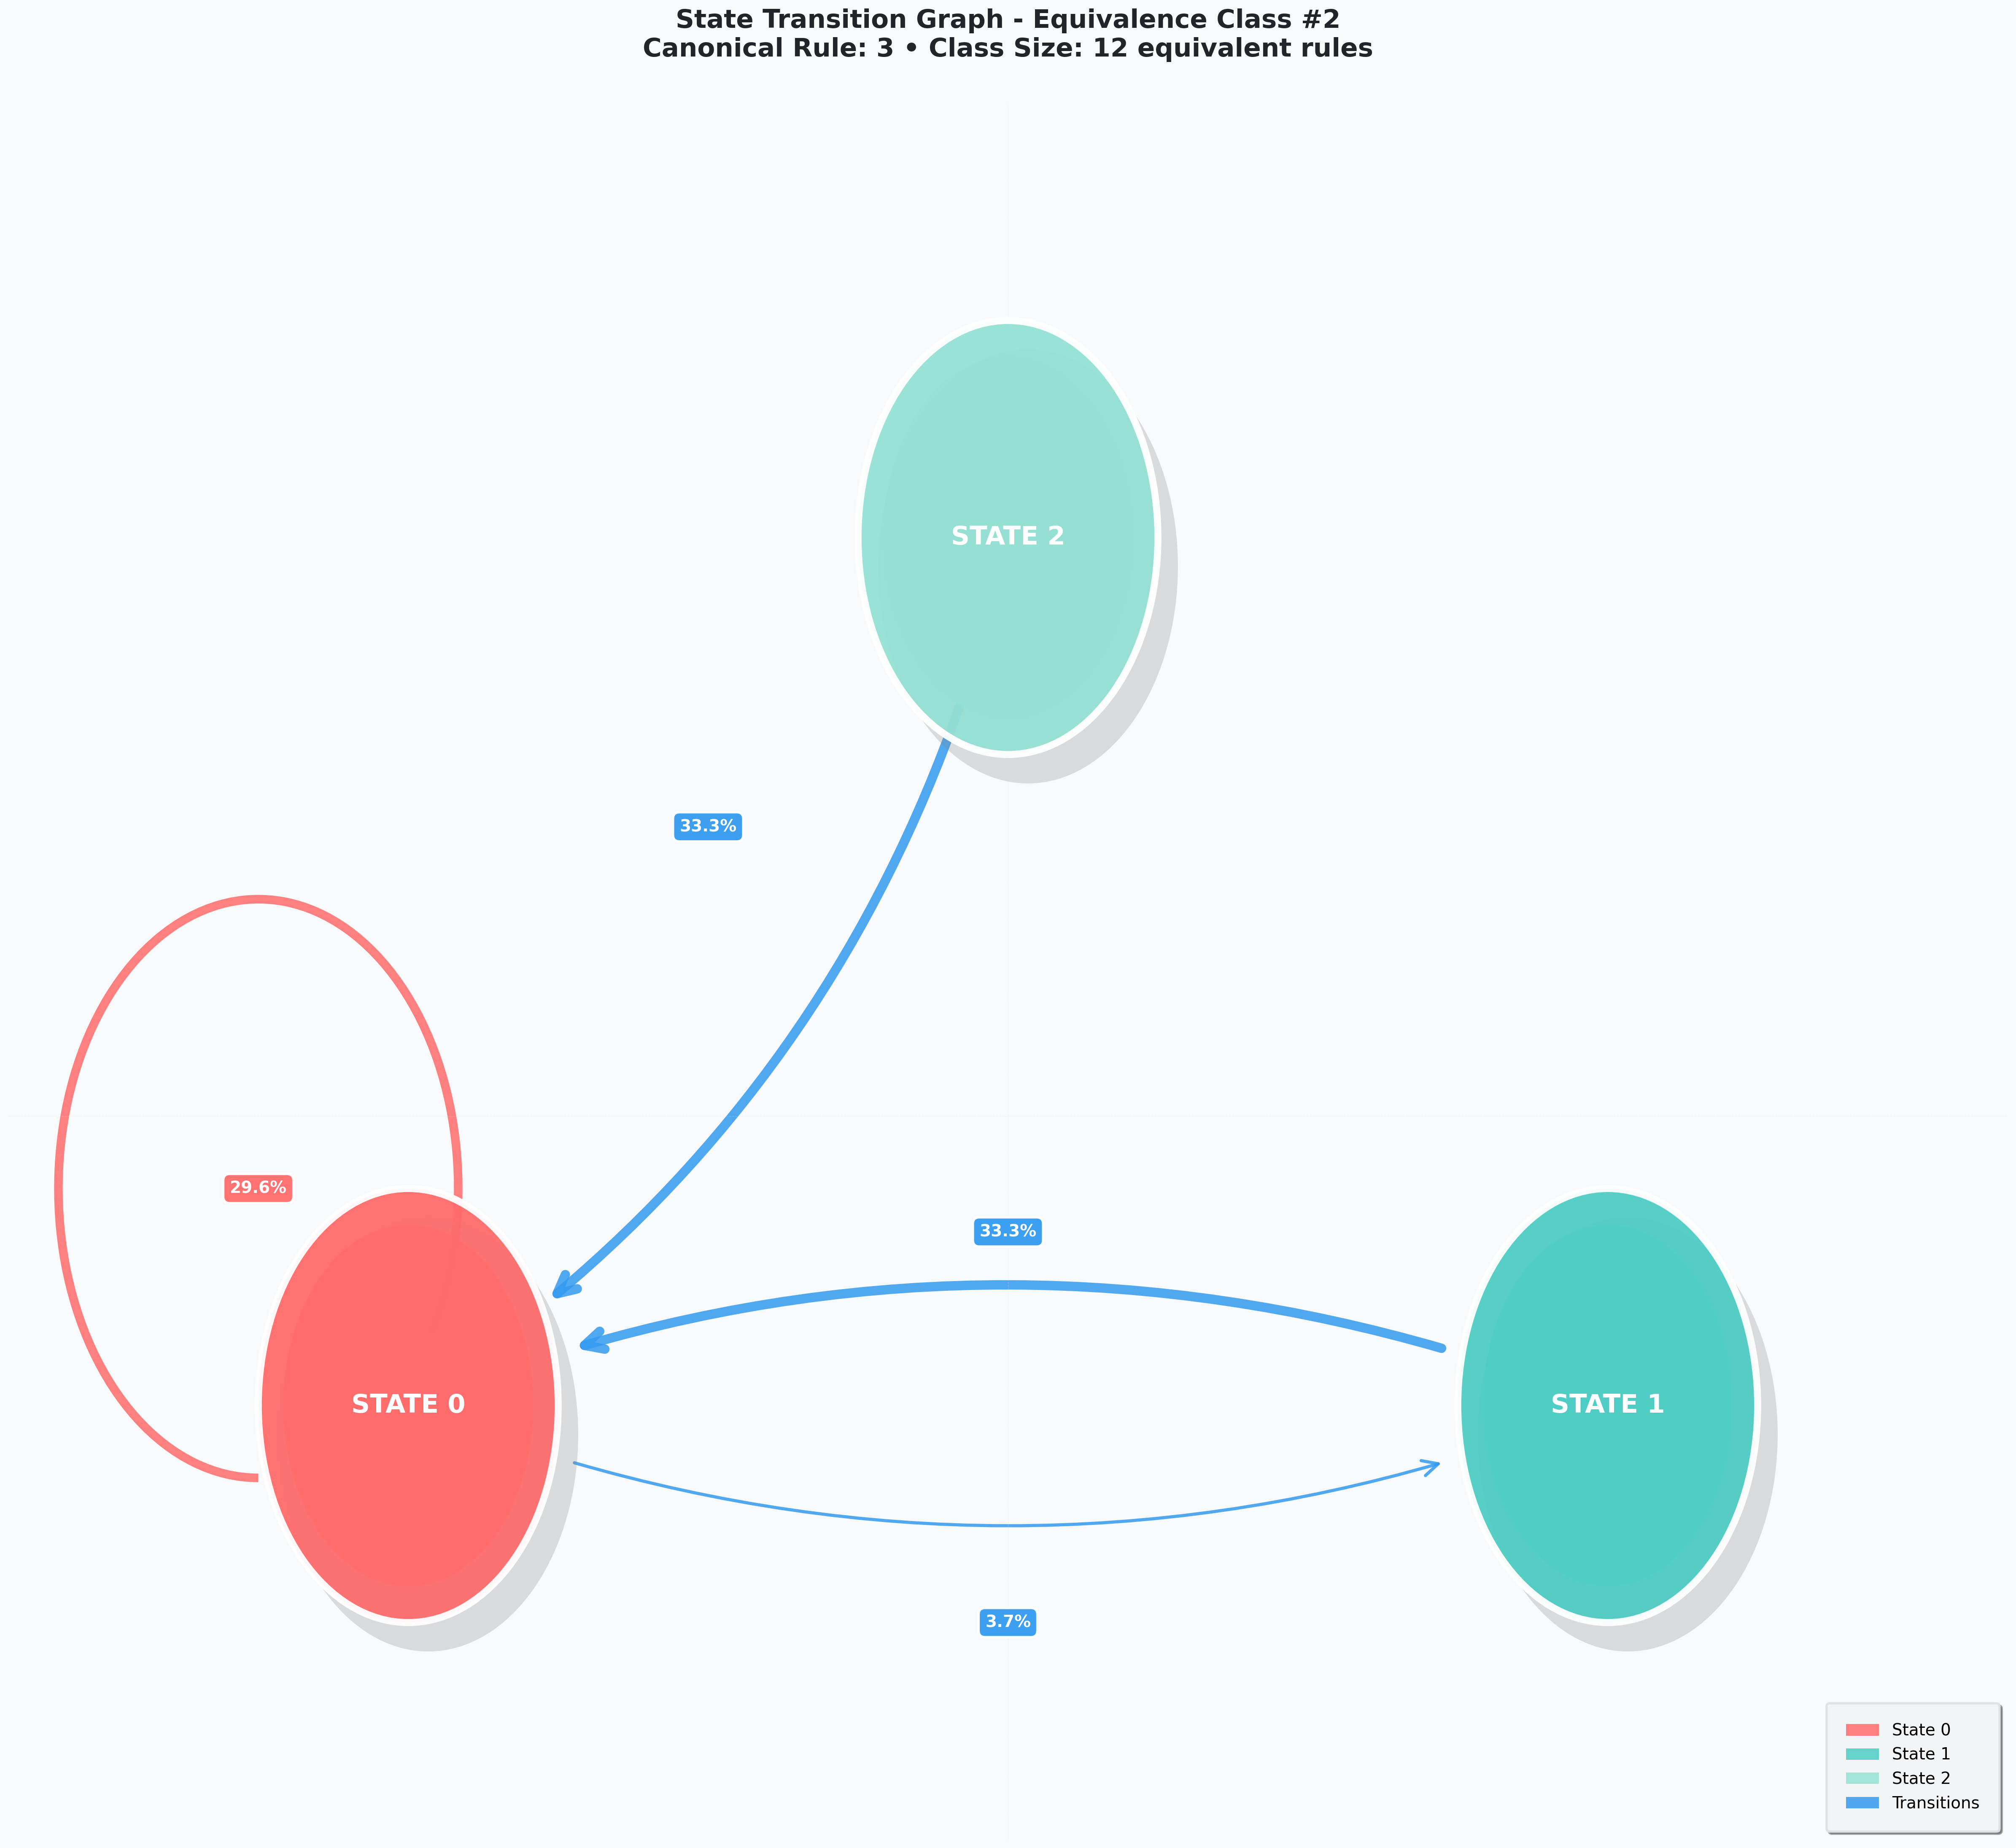 State Transition Graph - Equivalence Class #2
Canonical Rule: 3 • Class Size: 12 equivalent rules
STATE 2
33.3%
29.6%
33.3%
STATE 0
STATE 1
3.7%
State 0
State 1
State 2
Transitions